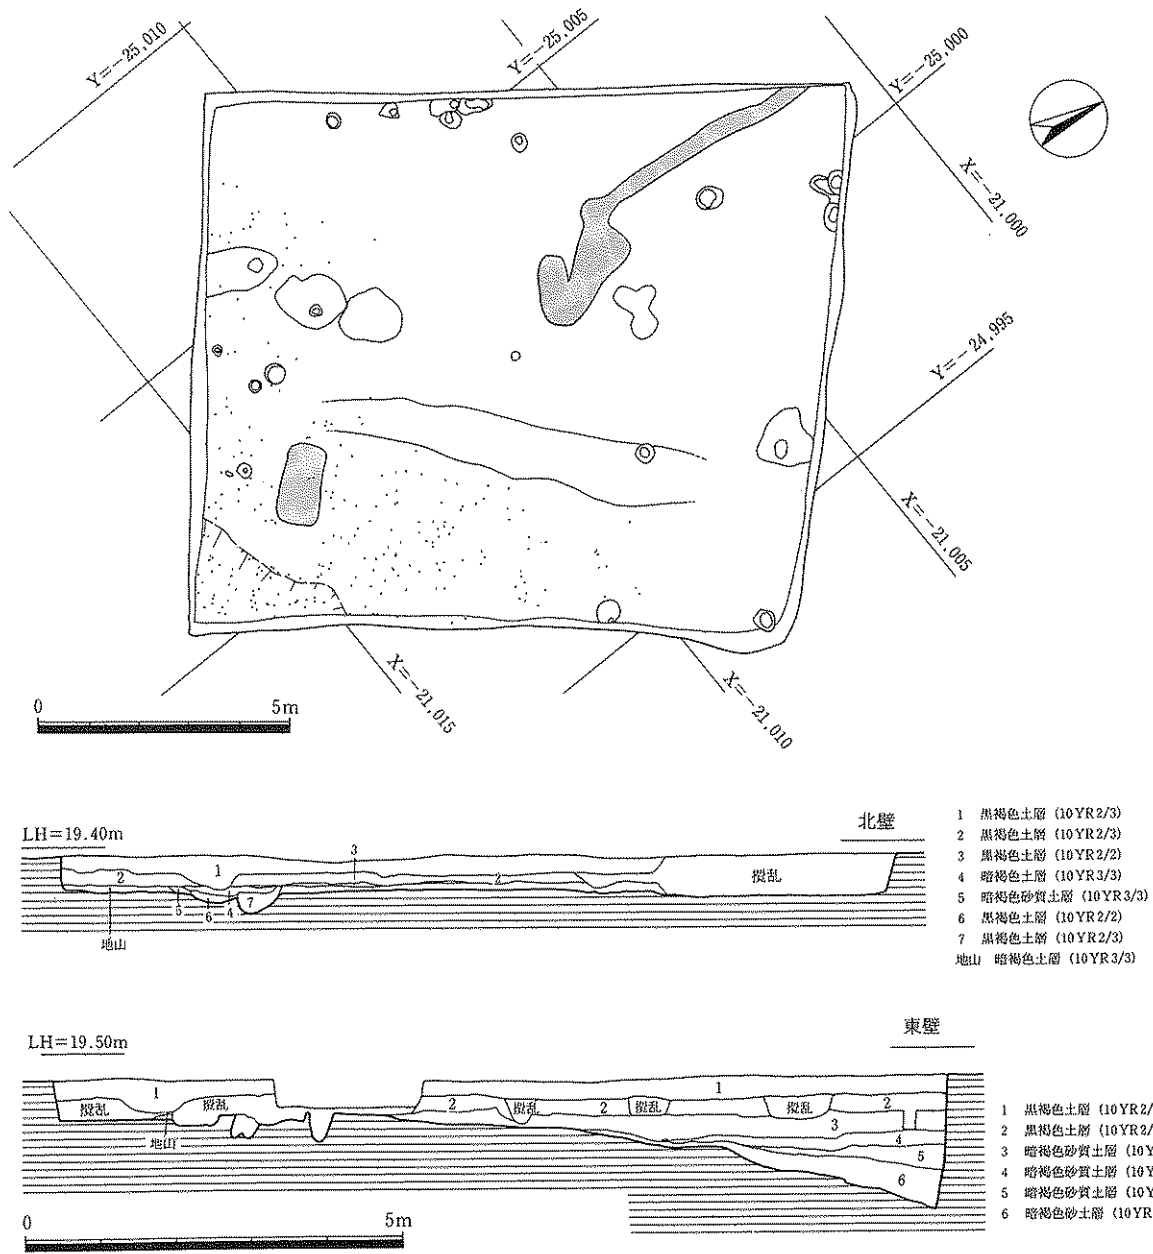 Y=-25,010
Y=-25,005
Y=-25,000
X=-21,000
Y=-24,995
X=-21,005
X=-21,015
X=-21,010
0 5m
LH=19.40m
北壁
3
1
2
2
撹乱
5
6
4
7
地山
1 黒褐色土層 (10YR2/3)
2 黒褐色土層 (10YR2/3)
3 黒褐色土層 (10YR2/2)
4 暗褐色土層 (10YR3/3)
5 暗褐色砂質土層 (10YR3/3)
6 黒褐色土層 (10YR2/2)
7 黒褐色土層 (10YR2/3)
地山 暗褐色土層 (10YR3/3)
LH=19.50m
東壁
1
1
撹乱
撹乱
2
撹乱
2
撹乱
撹乱
2
地山
3
4
5
6
1 黒褐色土層 (10YR2/
2 黒褐色土層 (10YR2/
3 暗褐色砂質土層 (10Y
4 暗褐色砂質土層 (10Y
5 暗褐色砂質土層 (10Y
6 暗褐色砂土層 (10YR
0 5m